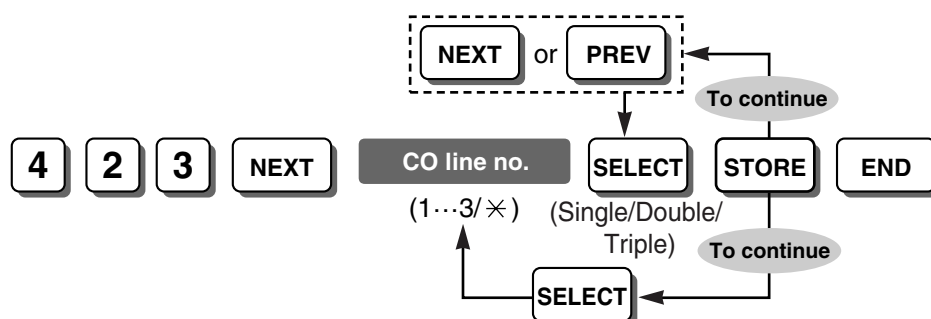 NEXT or PREV
To continue
4 2 3 NEXT CO line no. SELECT STORE END
(1···3/✳) (Single/Double/
Triple)
To continue
SELECT